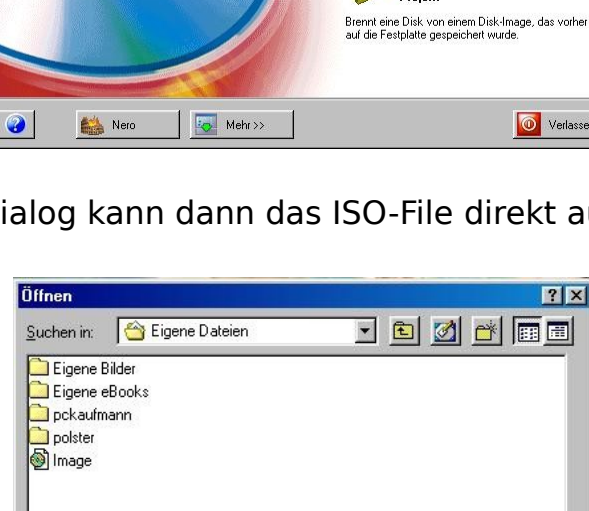 Brennt eine Disk von einem Disk-Image, das vorher
auf die Festplatte gespeichert wurde.
Nero
Mehr >>
ialog kann dann das ISO-File direkt
Öffnen
Suchen in:
Eigene Dateien
Eigene Bilder
Eigene eBooks
pckaufmann
polster
Image